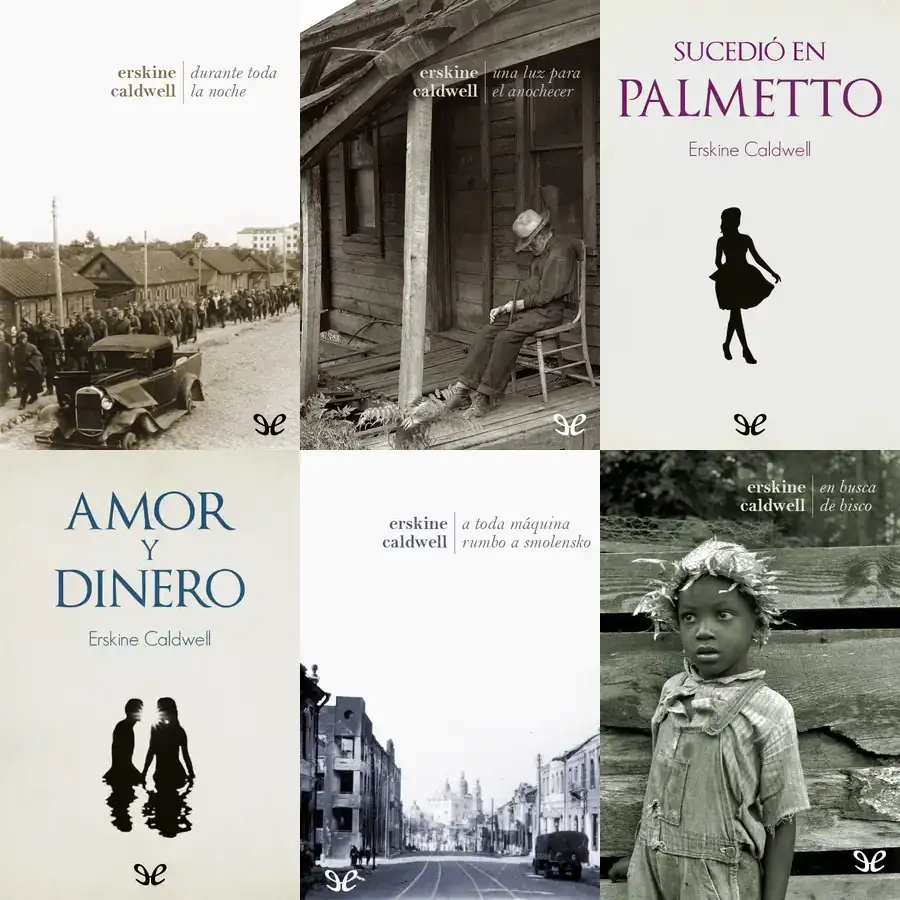 erskine caldwell
durante toda la noche
erskine caldwell
una luz para el anochecer
SUCEDIÓ EN
PALMETTO
Erskine Caldwell
AMOR
Y
DINERO
Erskine Caldwell
erskine caldwell
a toda máquina rumbo a smolensko
erskine caldwell
en busca de bisco